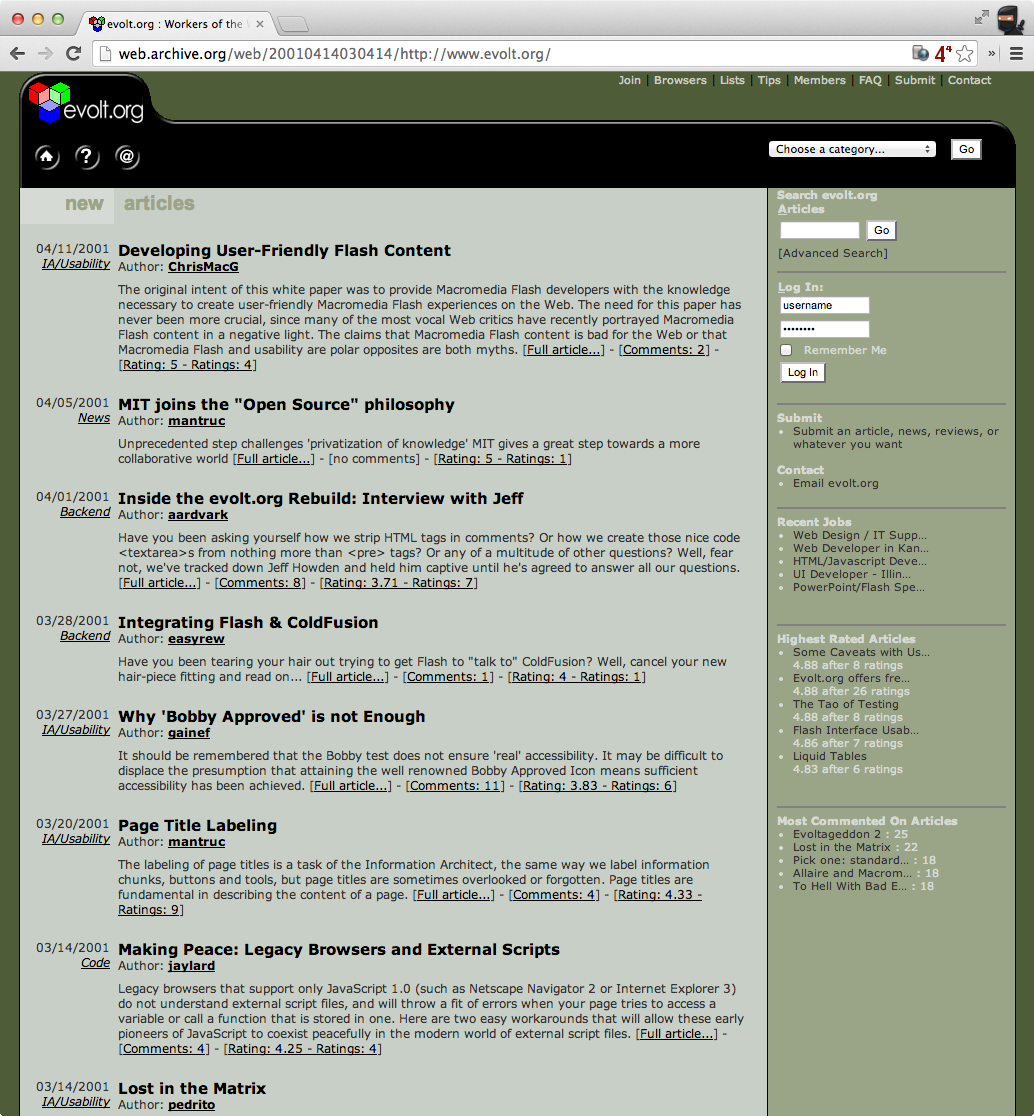 evolt.org : Workers of the
web.archive.org/web/20010414030414/http://www.evolt.org/
4
4
»
Join | Browsers | Lists | Tips | Members | FAQ | Submit | Contact
evolt.org
?
@
Choose a category...
Go
new articles
04/11/2001
IA/Usability
Developing User-Friendly Flash Content
Author: ChrisMacG
The original intent of this white paper was to provide Macromedia Flash developers with the knowledge
necessary to create user-friendly Macromedia Flash experiences on the Web. The need for this paper has
never been more crucial, since many of the most vocal Web critics have recently portrayed Macromedia
Flash content in a negative light. The claims that Macromedia Flash content is bad for the Web or that
Macromedia Flash and usability are polar opposites are both myths. [Full article...] - [Comments: 2] -
[Rating: 5 - Ratings: 4]
04/05/2001
News
MIT joins the "Open Source" philosophy
Author: mantruc
Unprecedented step challenges 'privatization of knowledge' MIT gives a great step towards a more
collaborative world [Full article...] - [no comments] - [Rating: 5 - Ratings: 1]
04/01/2001
Backend
Inside the evolt.org Rebuild: Interview with Jeff
Author: aardvark
Have you been asking yourself how we strip HTML tags in comments? Or how we create those nice code
<textarea>s from nothing more than <pre> tags? Or any of a multitude of other questions? Well, fear
not, we've tracked down Jeff Howden and held him captive until he's agreed to answer all our questions.
[Full article...] - [Comments: 8] - [Rating: 3.71 - Ratings: 7]
03/28/2001
Backend
Integrating Flash & ColdFusion
Author: easyrew
Have you been tearing your hair out trying to get Flash to "talk to" ColdFusion? Well, cancel your new
hair-piece fitting and read on... [Full article...] - [Comments: 1] - [Rating: 4 - Ratings: 1]
03/27/2001
IA/Usability
Why 'Bobby Approved' is not Enough
Author: gainef
It should be remembered that the Bobby test does not ensure 'real' accessibility. It may be difficult to
displace the presumption that attaining the well renowned Bobby Approved Icon means sufficient
accessibility has been achieved. [Full article...] - [Comments: 11] - [Rating: 3.83 - Ratings: 6]
03/20/2001
IA/Usability
Page Title Labeling
Author: mantruc
The labeling of page titles is a task of the Information Architect, the same way we label information
chunks, buttons and tools, but page titles are sometimes overlooked or forgotten. Page titles are
fundamental in describing the content of a page. [Full article...] - [Comments: 4] - [Rating: 4.33 -
Ratings: 9]
03/14/2001
Code
Making Peace: Legacy Browsers and External Scripts
Author: jaylard
Legacy browsers that support only JavaScript 1.0 (such as Netscape Navigator 2 or Internet Explorer 3)
do not understand external script files, and will throw a fit of errors when your page tries to access a
variable or call a function that is stored in one. Here are two easy workarounds that will allow these early
pioneers of JavaScript to coexist peacefully in the modern world of external script files. [Full article...] -
[Comments: 4] - [Rating: 4.25 - Ratings: 4]
03/14/2001
IA/Usability
Lost in the Matrix
Author: pedrito
Search evolt.org
Articles
Go
[Advanced Search]
Log In:
username
••••••••
Remember Me
Log In
Submit
• Submit an article, news, reviews, or
whatever you want
Contact
• Email evolt.org
Recent Jobs
• Web Design / IT Supp...
• Web Developer in Kan...
• HTML/Javascript Deve...
• UI Developer - Illin...
• PowerPoint/Flash Spe...
Highest Rated Articles
• Some Caveats with Us...
4.88 after 8 ratings
• Evolt.org offers fre...
4.88 after 26 ratings
• The Tao of Testing
4.88 after 8 ratings
• Flash Interface Usab...
4.86 after 7 ratings
• Liquid Tables
4.83 after 6 ratings
Most Commented On Articles
• Evoltageddon 2 : 25
• Lost in the Matrix : 22
• Pick one: standard... : 18
• Allaire and Macrom... : 18
• To Hell With Bad E... : 18